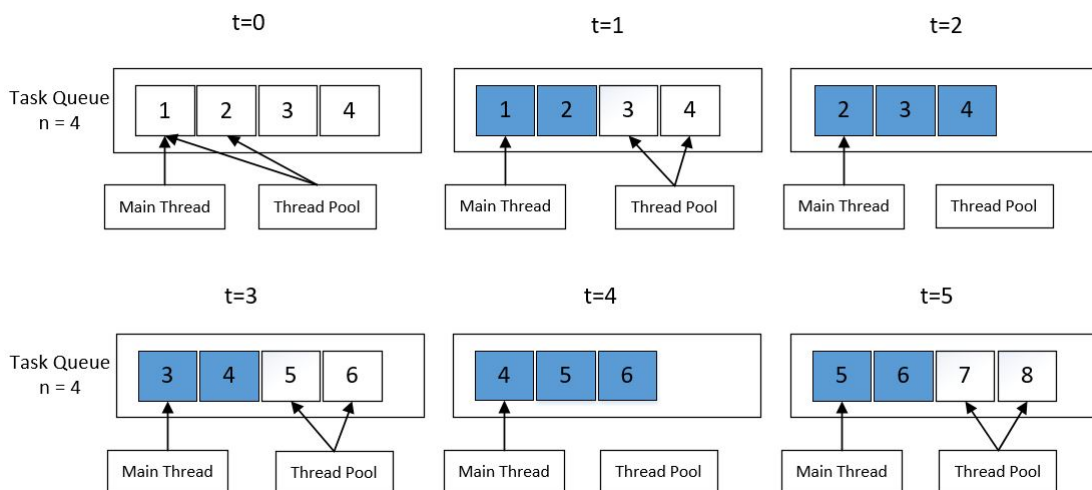 t=0 t=1 t=2
Task Queue
n = 4
1 2 3 4
1 2 3 4
2 3 4
Main Thread Thread Pool
Main Thread Thread Pool
Main Thread Thread Pool
t=3 t=4 t=5
Task Queue
n = 4
3 4 5 6
4 5 6
5 6 7 8
Main Thread Thread Pool
Main Thread Thread Pool
Main Thread Thread Pool